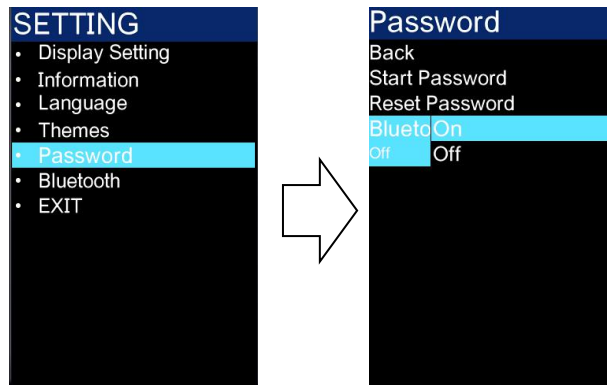 SETTING
• Display Setting
• Information
• Language
• Themes
• Password
• Bluetooth
• EXIT
Password
Back
Start Password
Reset Password
Blueto On
Off Off